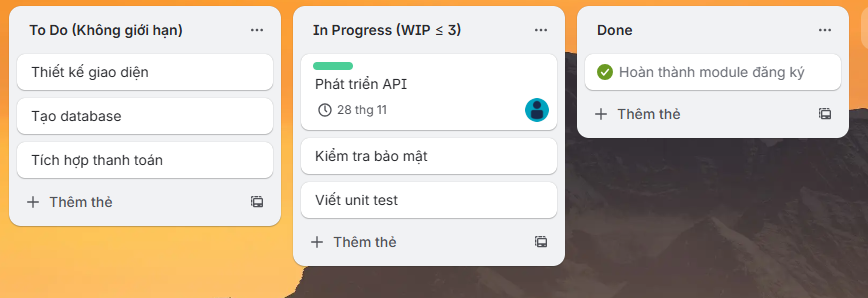 To Do (Không giới hạn)
Thiết kế giao diện
Tạo database
Tích hợp thanh toán
Thêm thẻ
In Progress (WIP ≤ 3)
Phát triển API
28 thg 11
Kiểm tra bảo mật
Viết unit test
Thêm thẻ
Done
Hoàn thành module đăng ký
Thêm thẻ